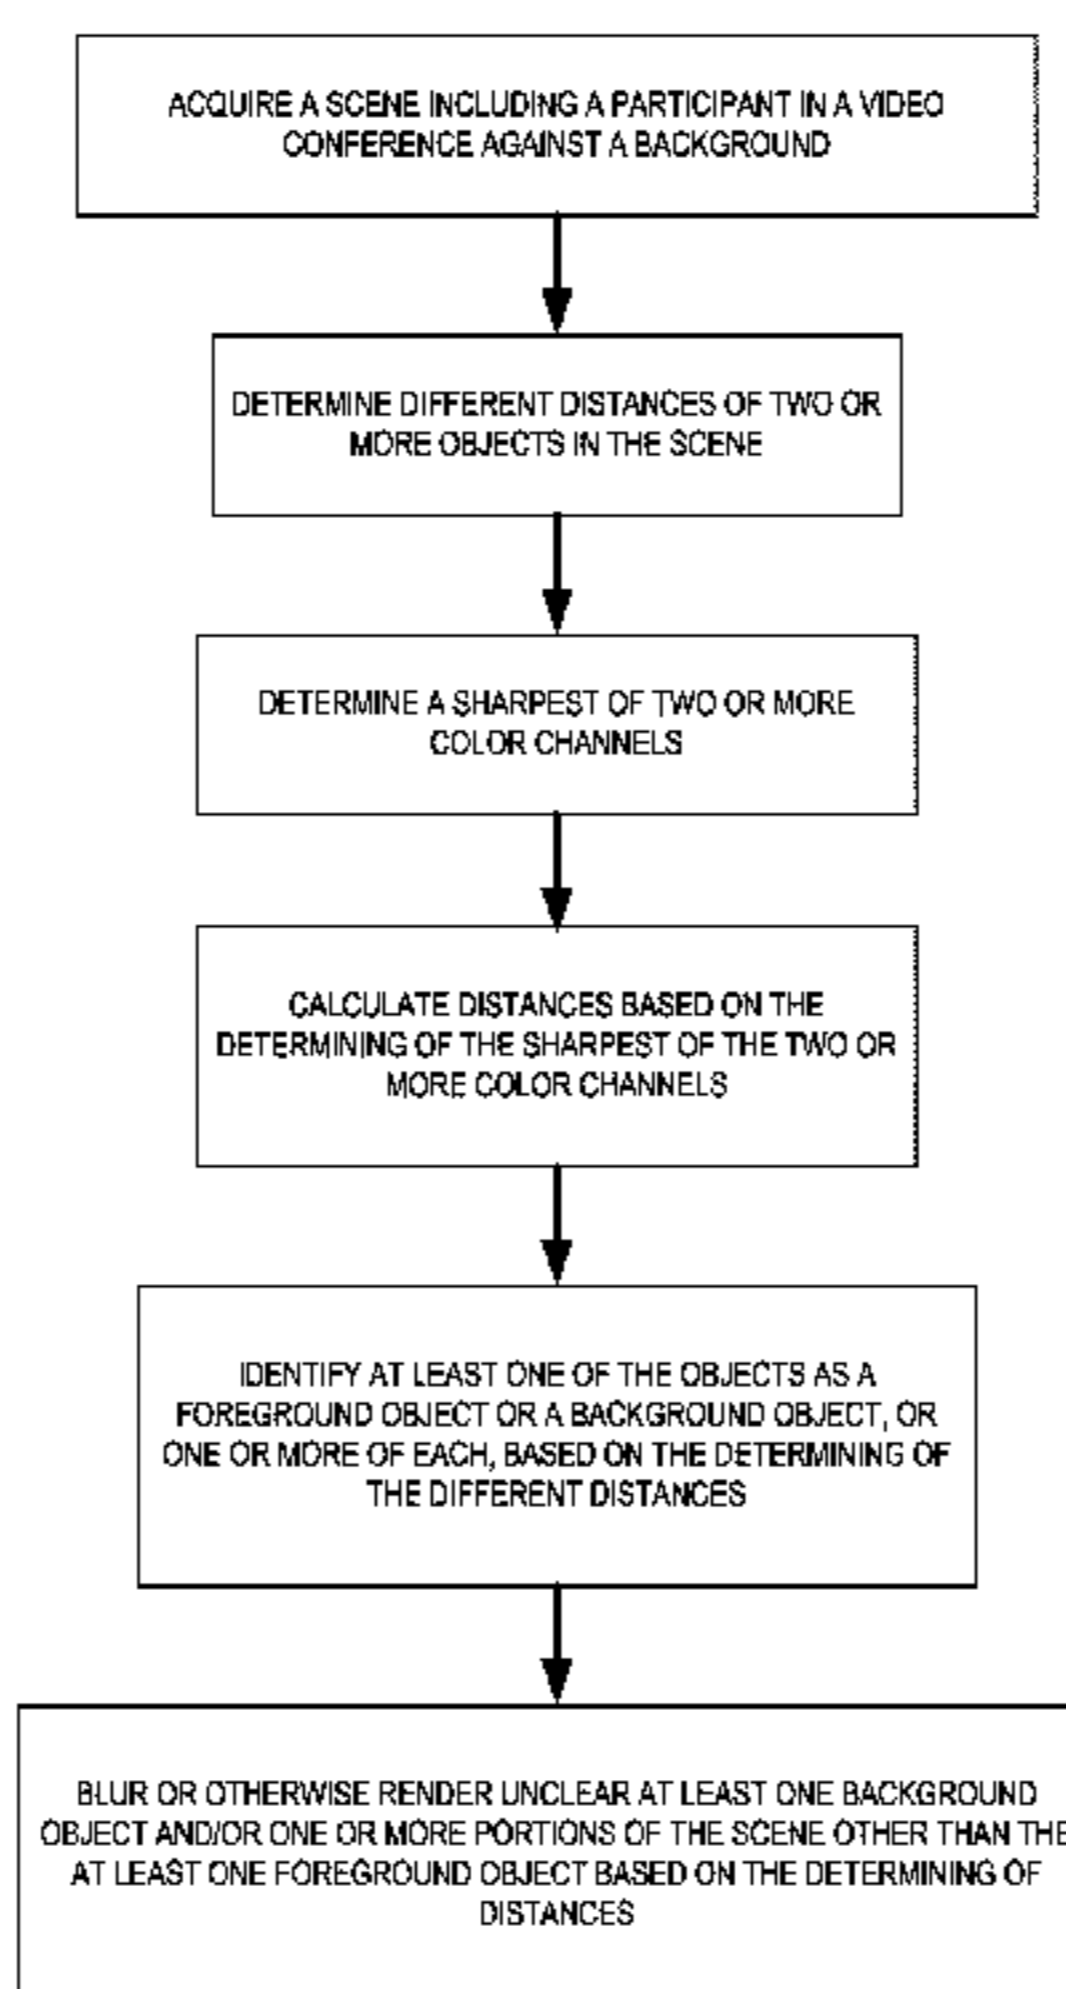 ACQUIRE A SCENE INCLUDING A PARTICIPANT IN A VIDEO
CONFERENCE AGAINST A BACKGROUND
DETERMINE DIFFERENT DISTANCES OF TWO OR
MORE OBJECTS IN THE SCENE
DETERMINE A SHARPEST OF TWO OR MORE
COLOR CHANNELS
CALCULATE DISTANCES BASED ON THE
DETERMINING OF THE SHARPEST OF THE TWO OR
MORE COLOR CHANNELS
IDENTIFY AT LEAST ONE OF THE OBJECTS AS A
FOREGROUND OBJECT OR A BACKGROUND OBJECT, OR
ONE OR MORE OF EACH, BASED ON THE DETERMINING OF
THE DIFFERENT DISTANCES
BLUR OR OTHERWISE RENDER UNCLEAR AT LEAST ONE BACKGROUND
OBJECT AND/OR ONE OR MORE PORTIONS OF THE SCENE OTHER THAN THE
AT LEAST ONE FOREGROUND OBJECT BASED ON THE DETERMINING OF
DISTANCES